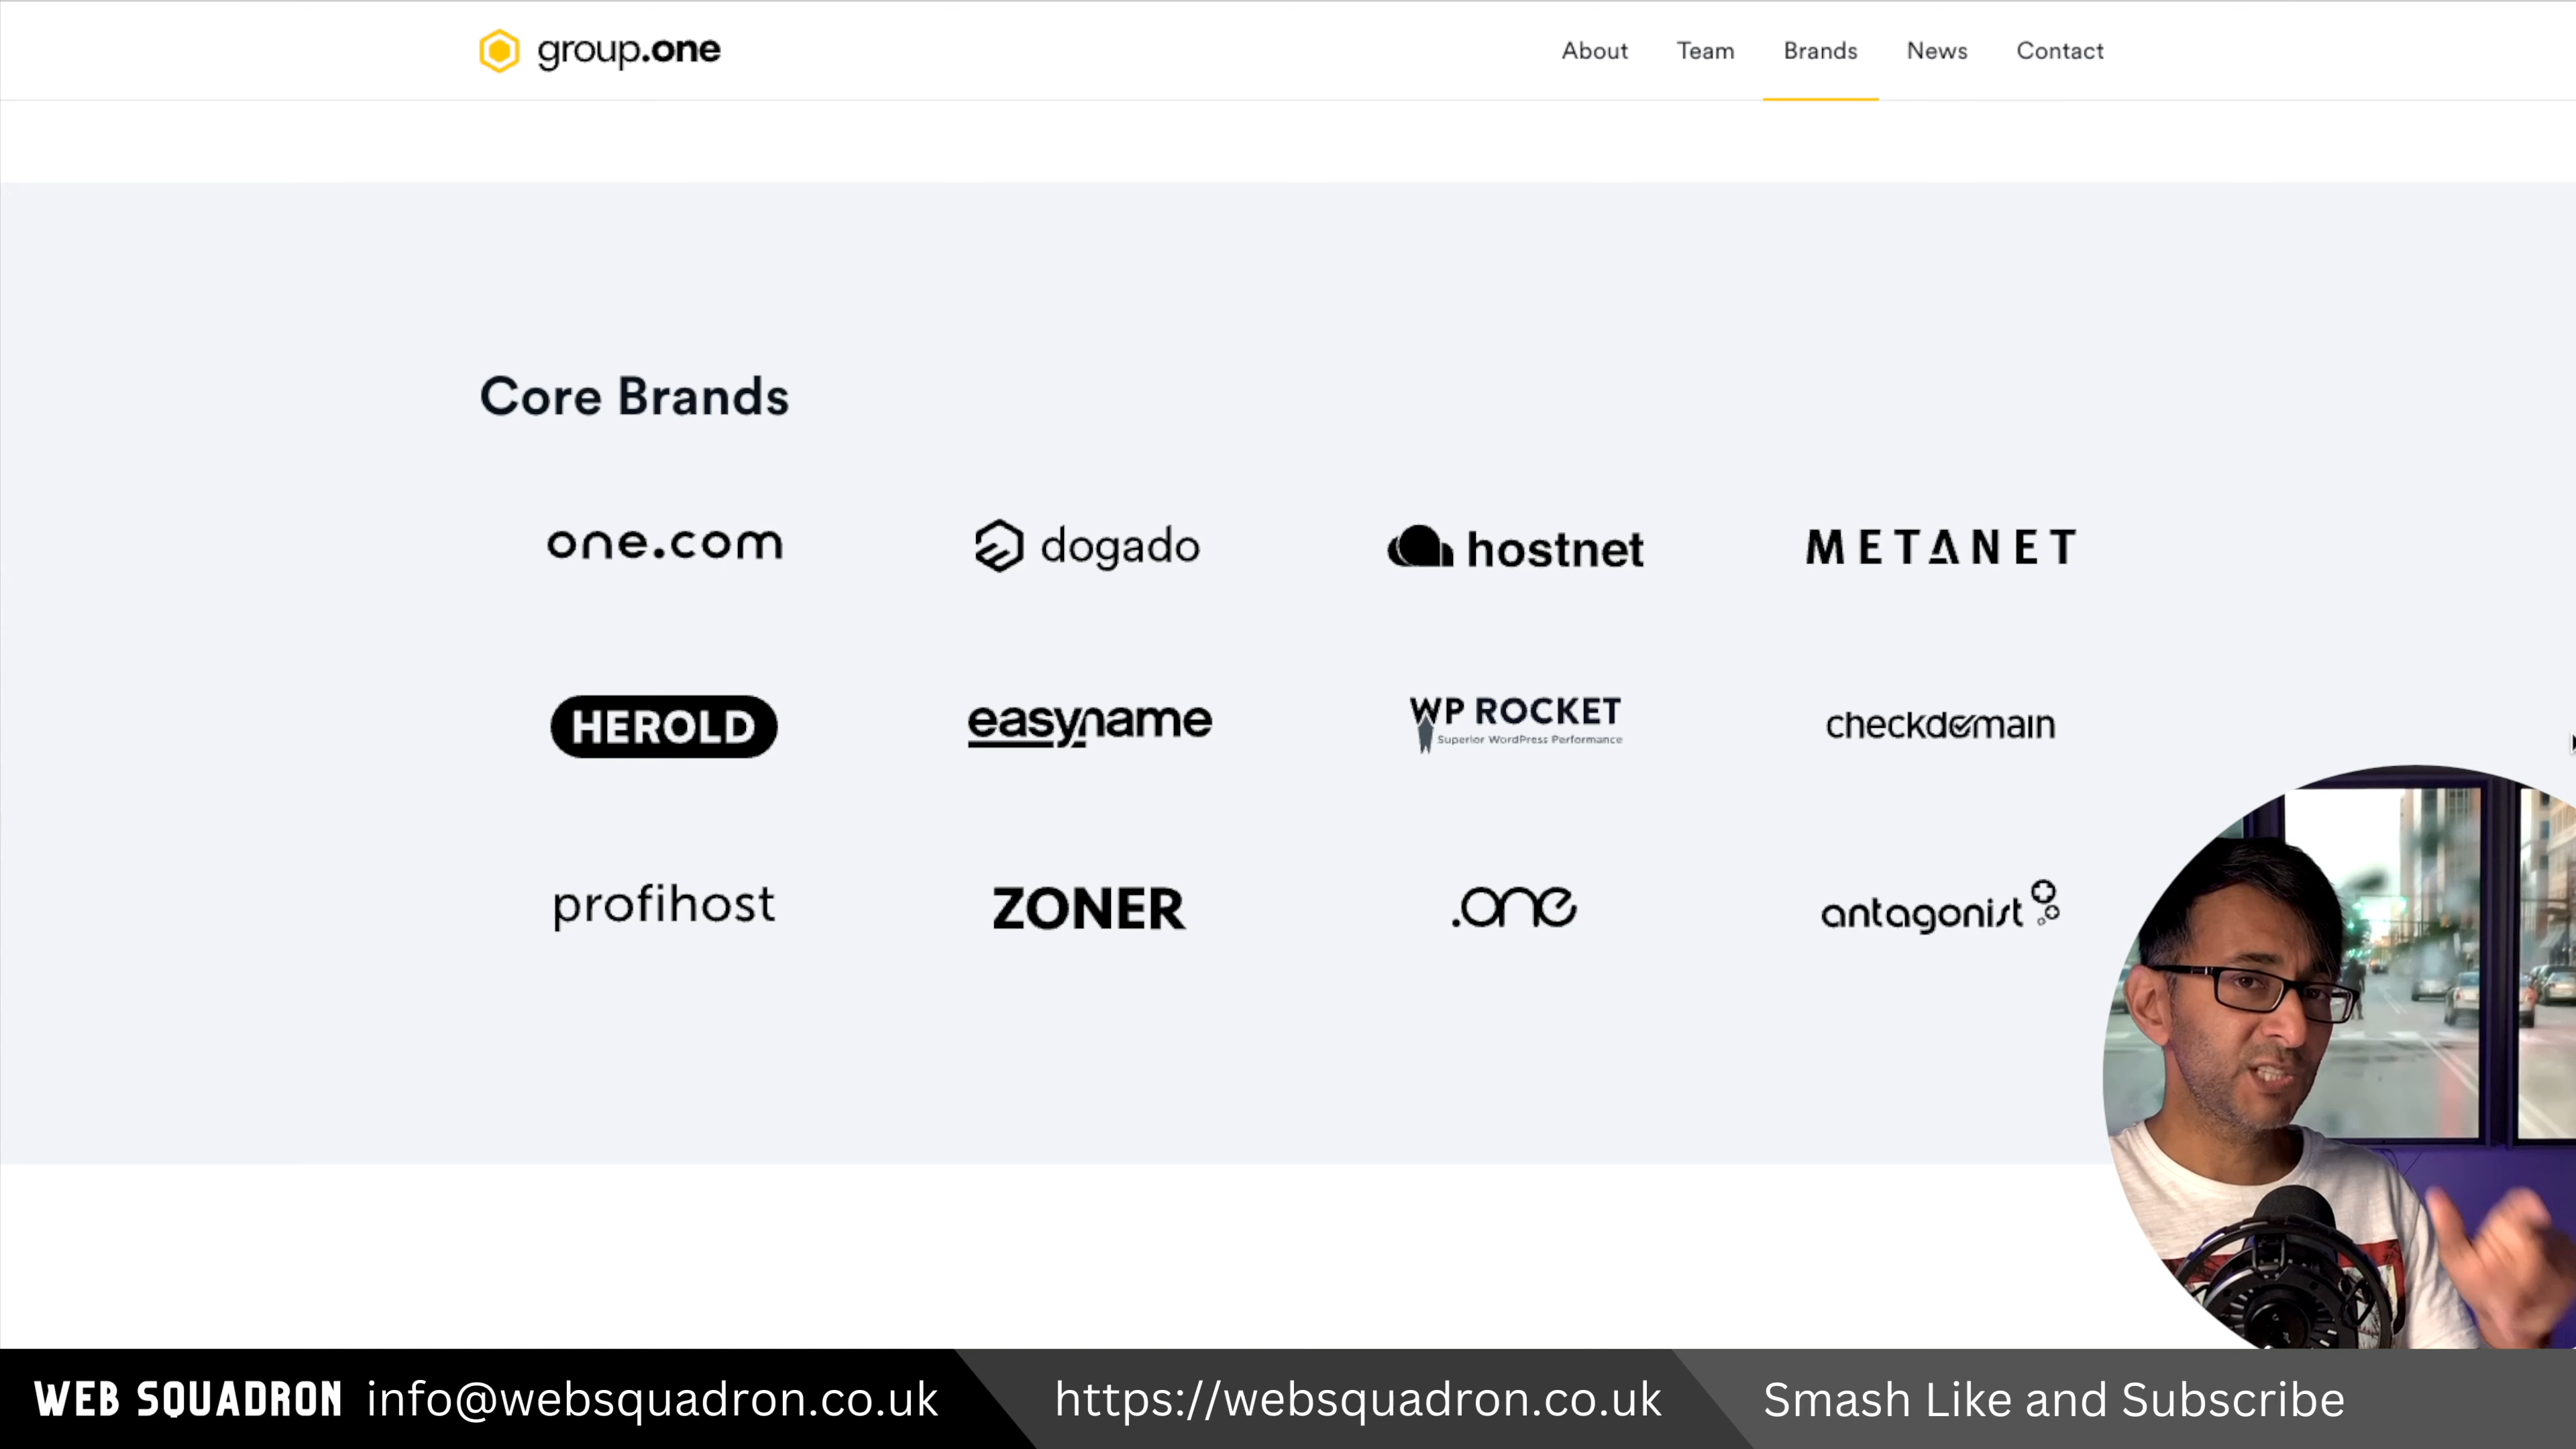 group.one
About Team Brands News Contact
Core Brands
one.com
dogado
hostnet
METANET
HEROLD
easyname
WP ROCKET
Superior WordPress Performance
checkdomain
profihost
ZONER
.one
antagonist
WEB SQUADRON info@websquadron.co.uk https://websquadron.co.uk Smash Like and Subscribe